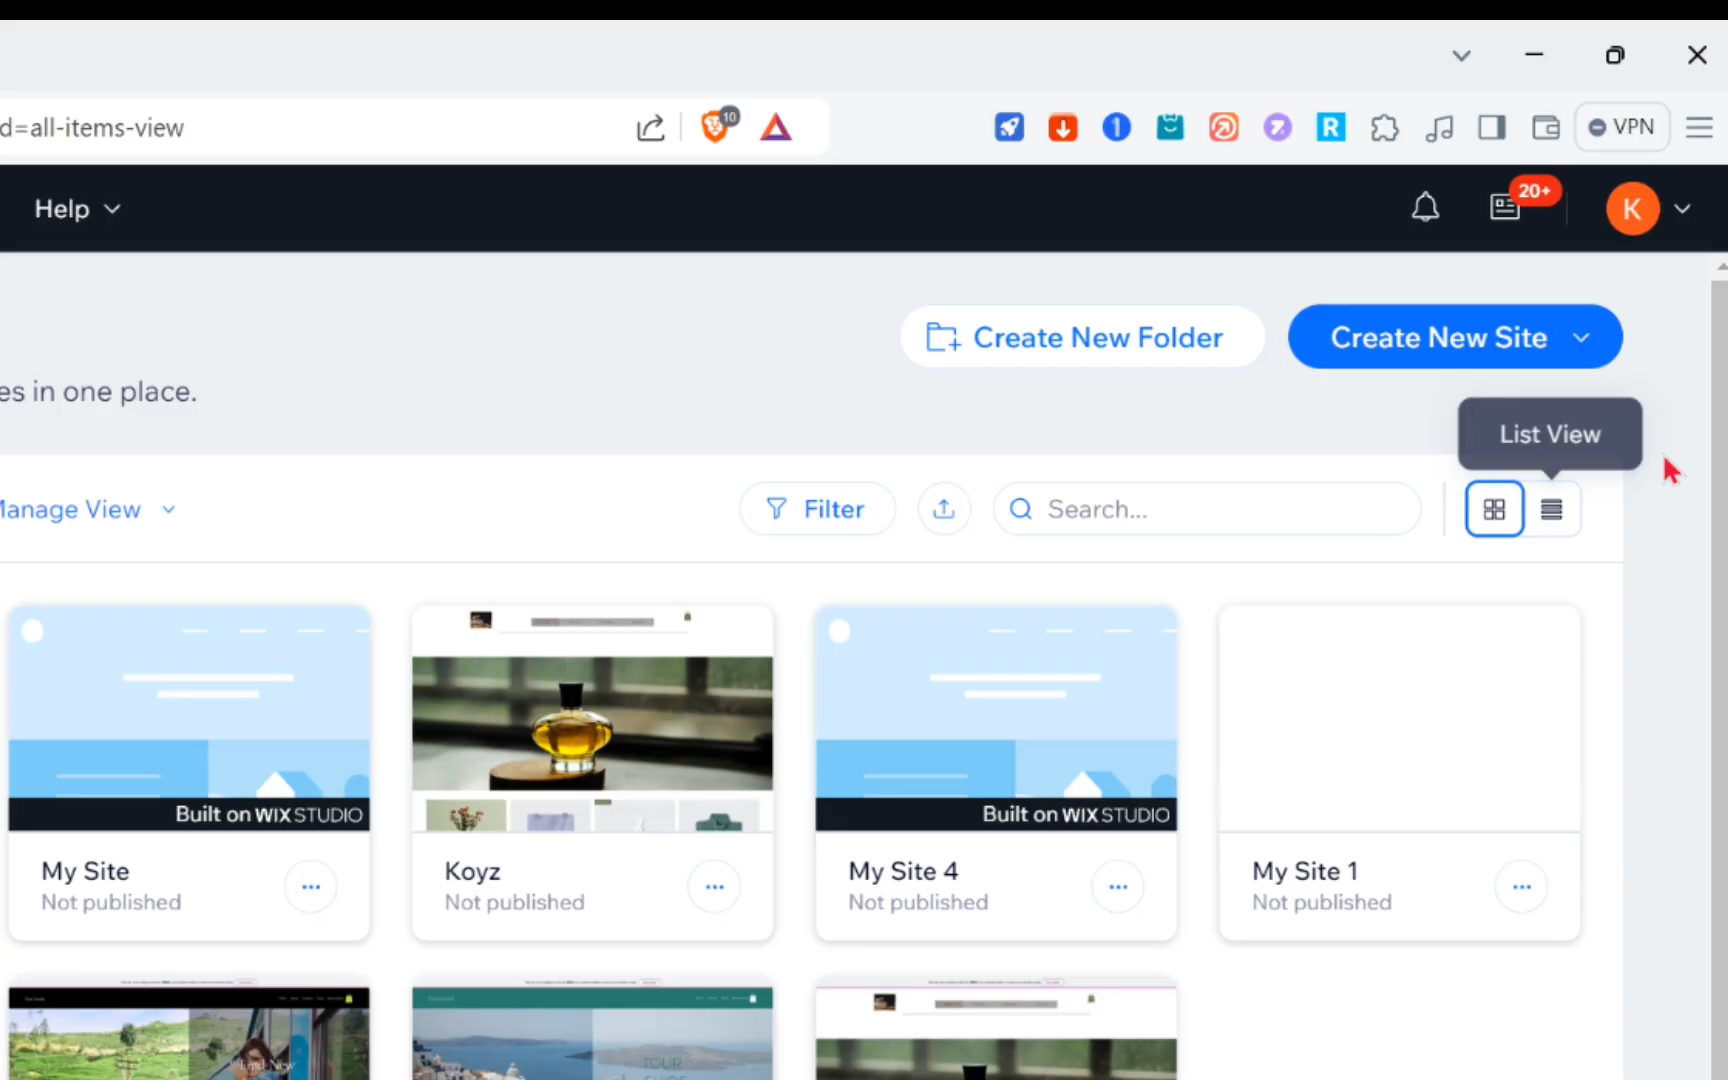 d=all-items-view
10
VPN
Help
20+
K
Create New Folder
Create New Site
es in one place.
List View
Manage View
Filter
Search...
Built on WIX STUDIO
Built on WIX STUDIO
My Site
Not published
Koyz
Not published
My Site 4
Not published
My Site 1
Not published
TOUR